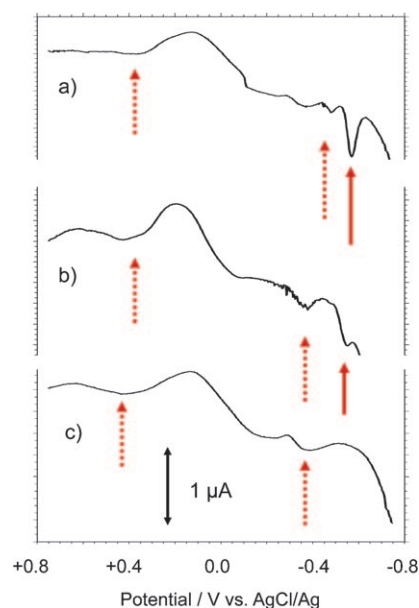 a)
b)
c)
1 µA
+0.8 +0.4 0.0 -0.4 -0.8
Potential / V vs. AgCl/Ag